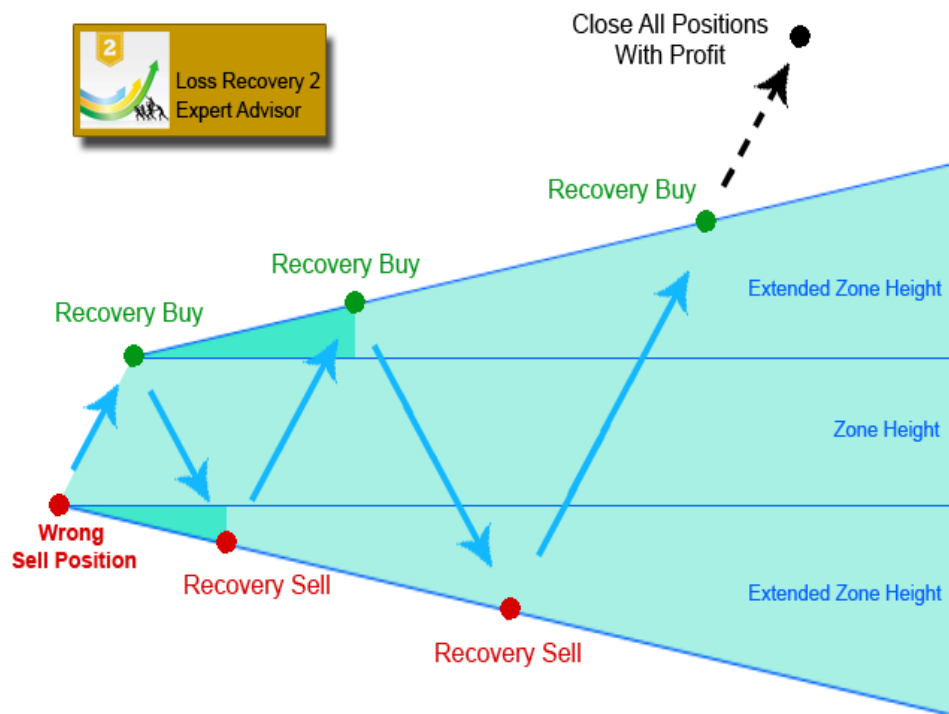 2
Loss Recovery 2
Expert Advisor
Close All Positions
With Profit
Recovery Buy
Recovery Buy
Recovery Buy
Extended Zone Height
Zone Height
Wrong
Sell Position
Recovery Sell
Extended Zone Height
Recovery Sell